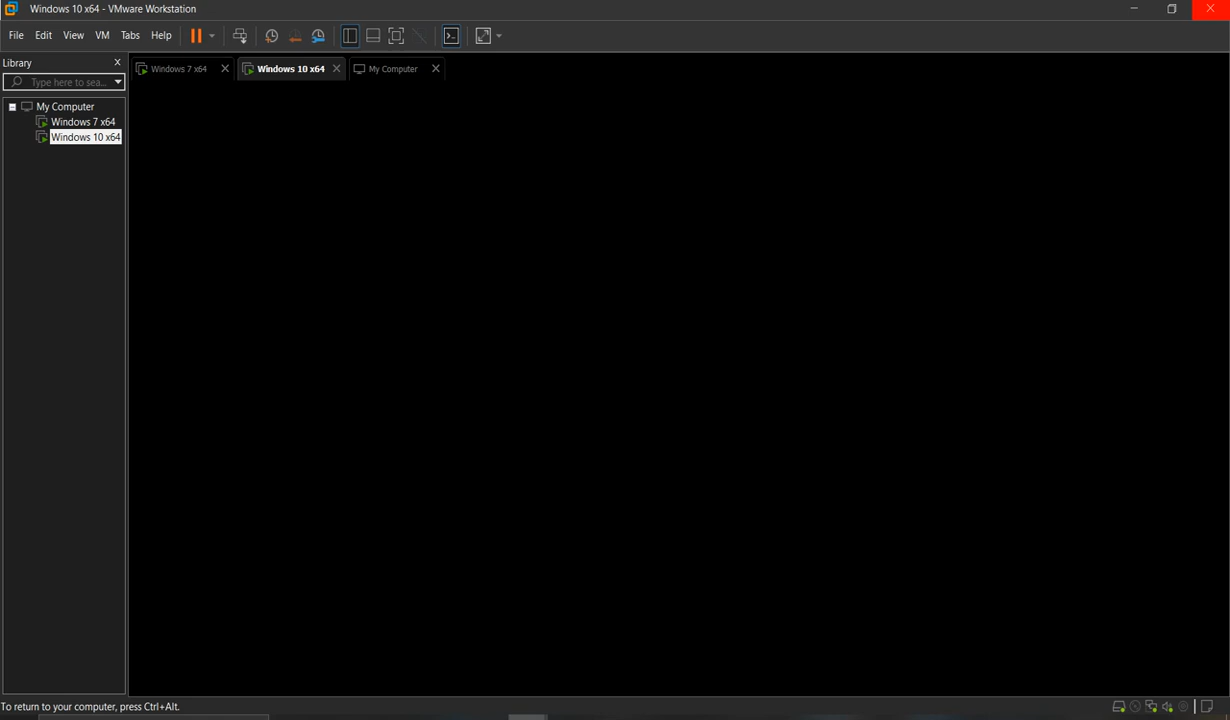 Windows 10 x64 - VMware Workstation
File Edit View VM Tabs Help
Library
Windows 7 x64 Windows 10 x64 My Computer
Type here to sea...
My Computer
Windows 7 x64
Windows 10 x64
To return to your computer, press Ctrl+Alt.